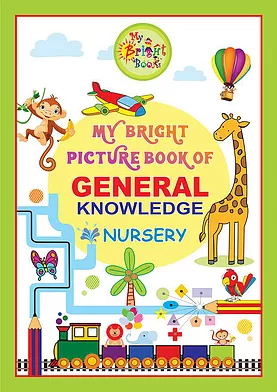 My
Bright
Books
MY BRIGHT
PICTURE BOOK OF
GENERAL
KNOWLEDGE
NURSERY